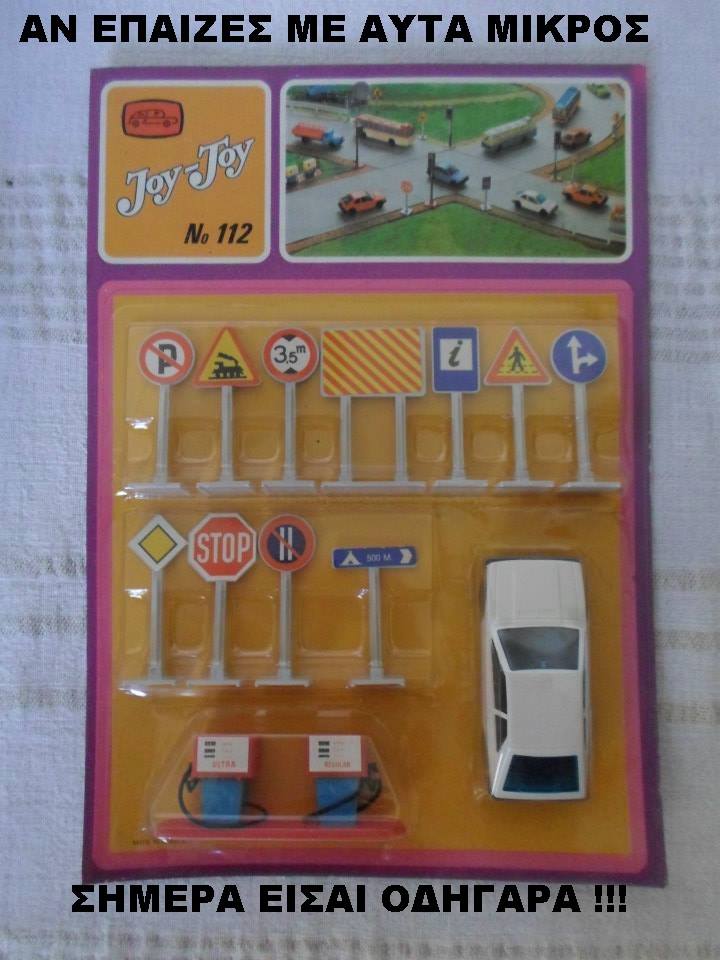 ΑΝ ΕΠΑΙΖΕΣ ΜΕ ΑΥΤΑ ΜΙΚΡΟΣ
Joy-Joy
No 112
P
3,5m
i
STOP
500 M
ULTRA
REGULAR
ΣΗΜΕΡΑ ΕΙΣΑΙ ΟΔΗΓΑΡΑ !!!